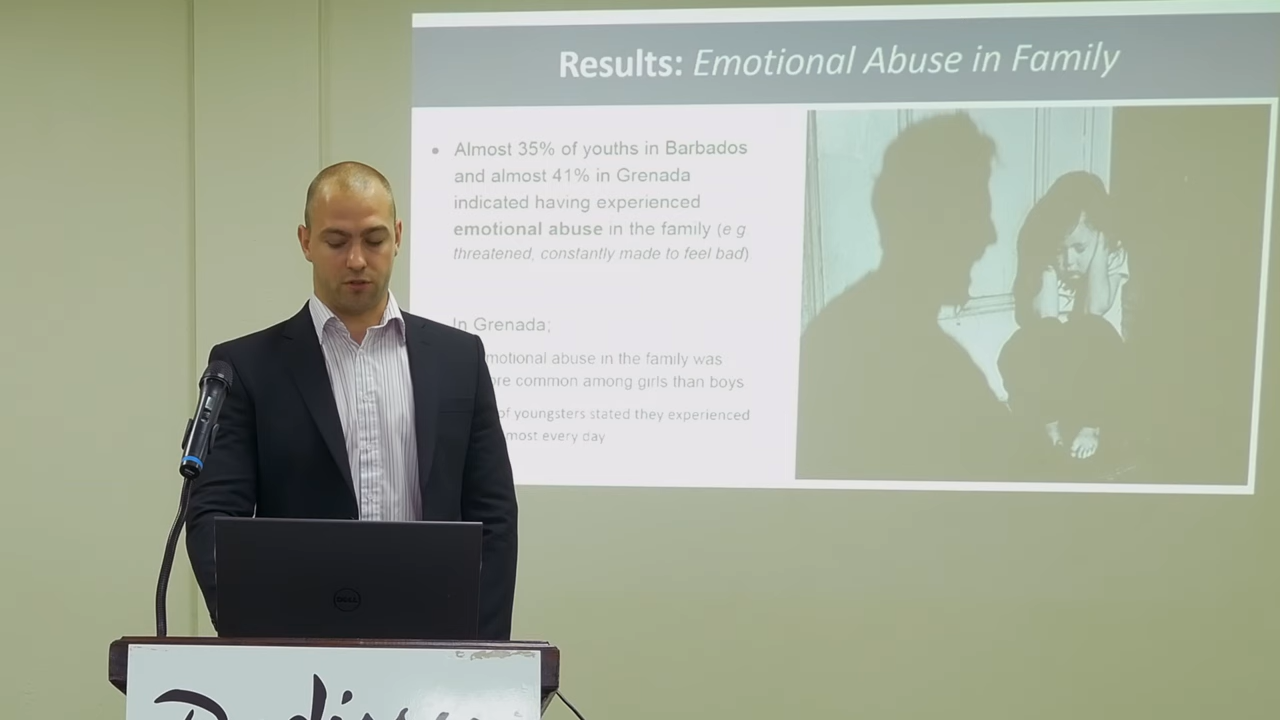 Results: Emotional Abuse in Family
• Almost 35% of youths in Barbados
and almost 41% in Grenada
indicated having experienced
emotional abuse in the family (e g.
threatened, constantly made to feel bad)
In Grenada;
motional abuse in the family was
ore common among girls than boys
of youngsters stated they experienced
most every day
DELL